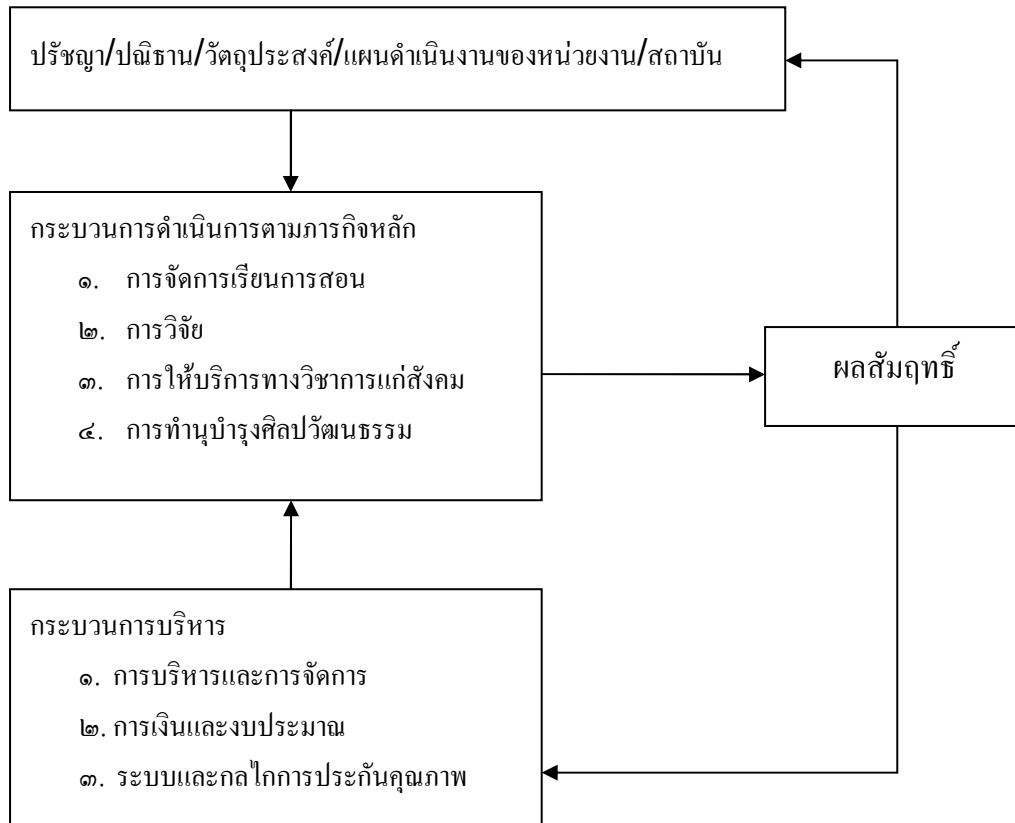 ปรัชญา/ปณิธาน/วัตถุประสงค์/แผนดำเนินงานของหน่วยงาน/สถาบัน
กระบวนการดำเนินการตามภารกิจหลัก
๑. การจัดการเรียนการสอน
๒. การวิจัย
๓. การให้บริการทางวิชาการแก่สังคม
๔. การทำนุบำรุงศิลปวัฒนธรรม
ผลสัมฤทธิ์
กระบวนการบริหาร
๑. การบริหารและการจัดการ
๒. การเงินและงบประมาณ
๓. ระบบและกลไกการประกันคุณภาพ